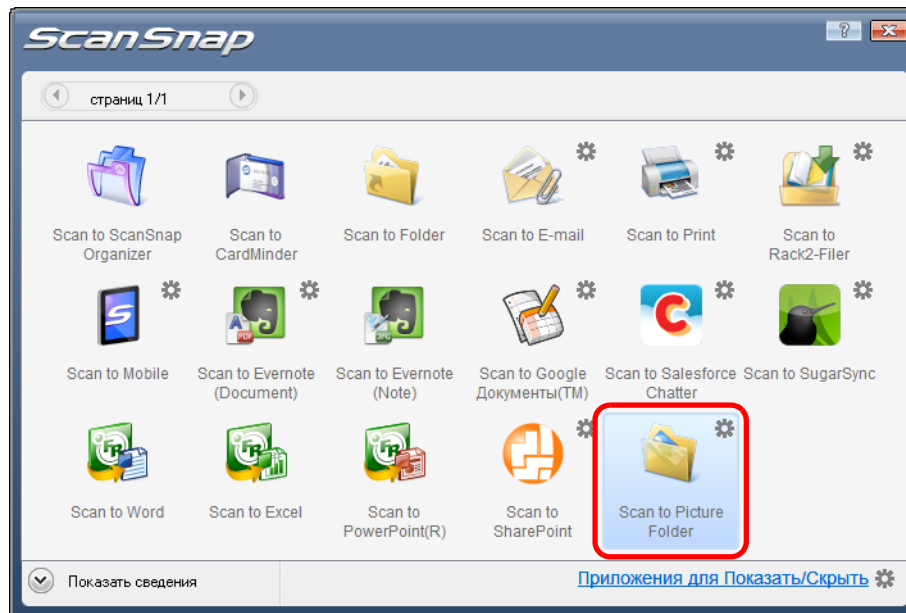 ScanSnap
страниц 1/1
Scan to ScanSnap
Organizer
Scan to
CardMinder
Scan to Folder
Scan to E-mail
Scan to Print
Scan to
Rack2-Filer
Scan to Mobile
Scan to Evernote
(Document)
Scan to Evernote
(Note)
Scan to Google
Документы(TM)
Scan to Salesforce
Chatter
Scan to SugarSync
Scan to Word
Scan to Excel
Scan to
PowerPoint(R)
Scan to
SharePoint
Scan to Picture
Folder
Показать сведения
Приложения для Показать/Скрыть